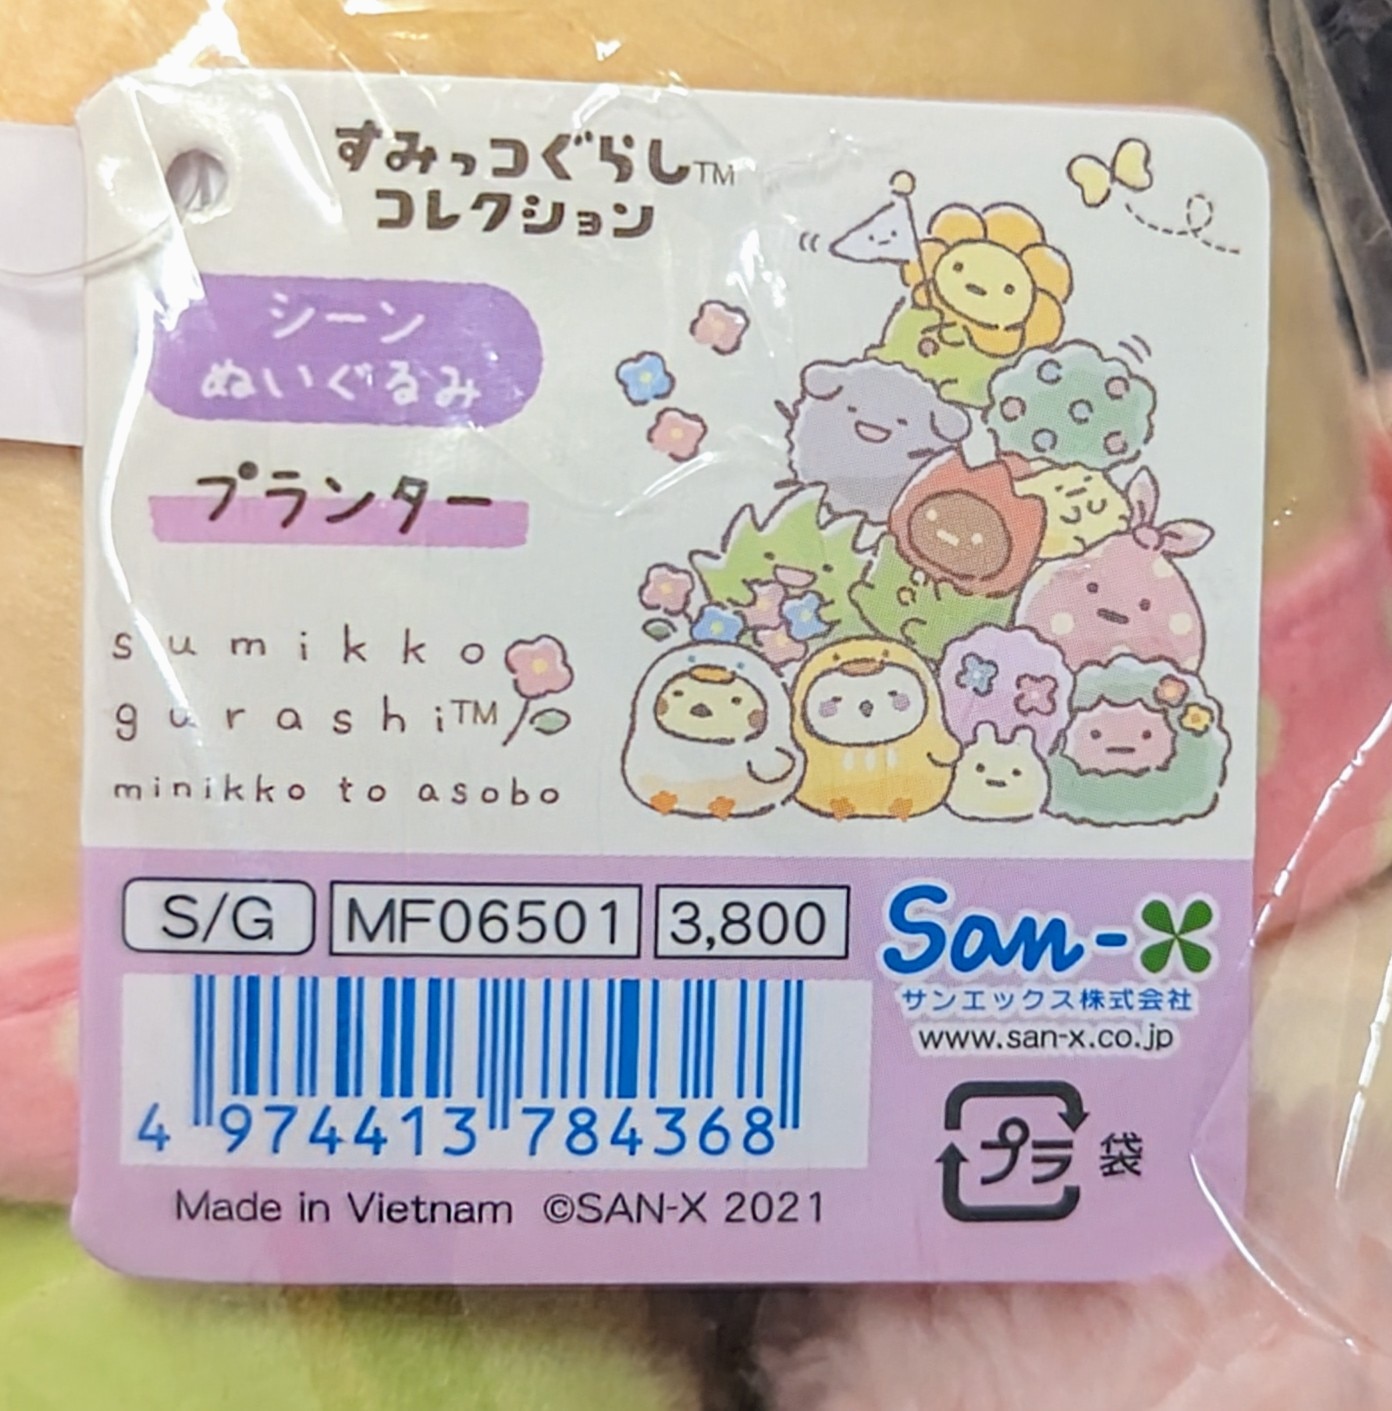 すみっコぐらし™
コレクション
シーン
ぬいぐるみ
プランター
sumikko
gurashi™
minikko to asobo
S/G MF06501 3,800
San-X
サンエックス株式会社
www.san-x.co.jp
4 974413 784368
プラ 袋
Made in Vietnam ©SAN-X 2021